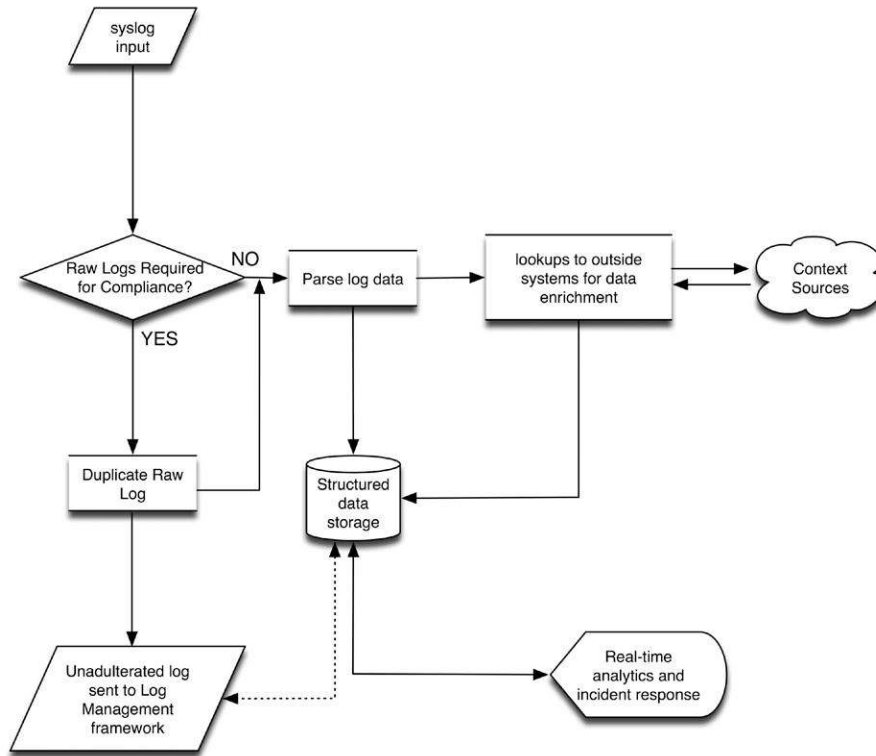 syslog
input
Raw Logs Required
for Compliance?
NO
YES
Parse log data
lookups to outside
systems for data
enrichment
Context
Sources
Duplicate Raw
Log
Structured
data
storage
Unadulterated log
sent to Log
Management
framework
Real-time
analytics and
incident response